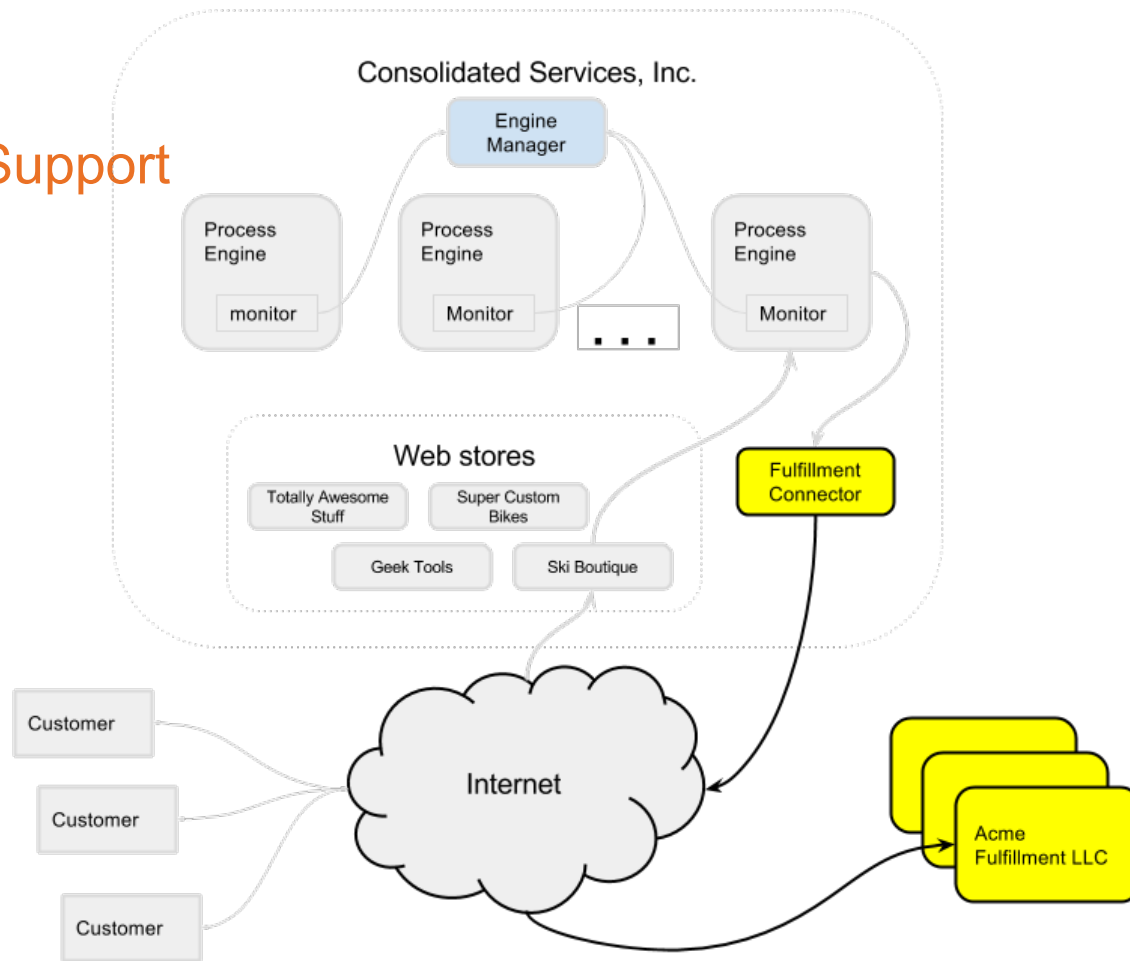 Consolidated Services, Inc.
Support
Engine
Manager
Process
Engine
monitor
Process
Engine
Monitor
. . .
Process
Engine
Monitor
Web stores
Totally Awesome
Stuff
Super Custom
Bikes
Geek Tools
Ski Boutique
Fulfillment
Connector
Customer
Customer
Customer
Internet
Acme
Fulfillment LLC